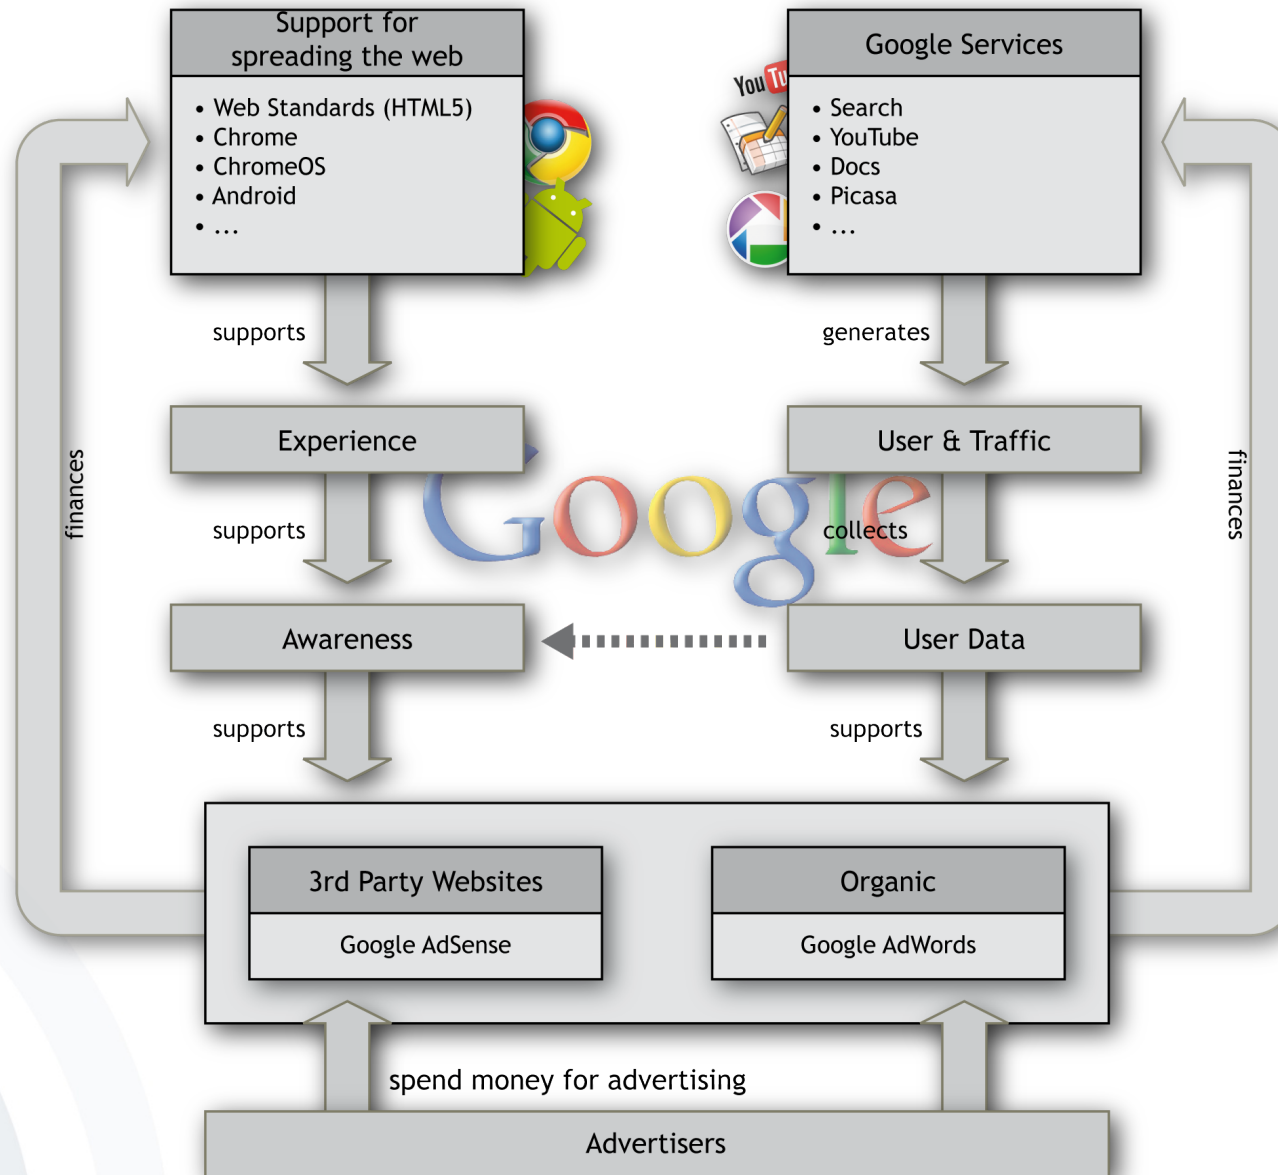 Support for
spreading the web
• Web Standards (HTML5)
• Chrome
• ChromeOS
• Android
• ...
Google Services
You Tu
• Search
• YouTube
• Docs
• Picasa
• ...
supports
generates
Experience
User & Traffic
finances
finances
Google
supports
collects
Awareness
User Data
supports
supports
3rd Party Websites
Google AdSense
Organic
Google AdWords
spend money for advertising
Advertisers